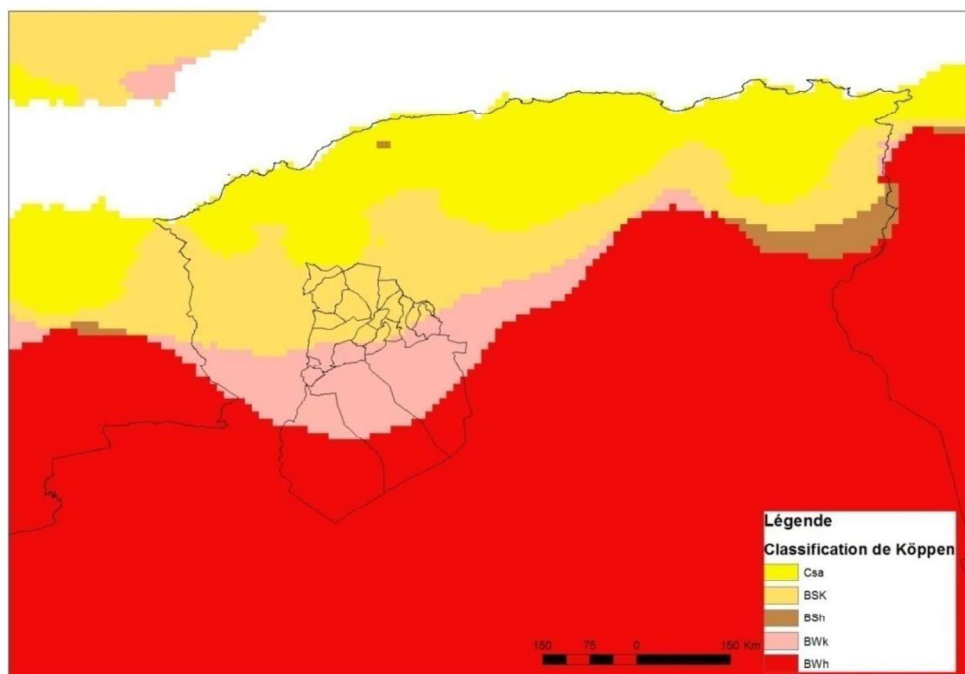 Légende
Classification de Köppen
Csa
BSK
BSh
BWk
BWh
150 75 0 150 Km